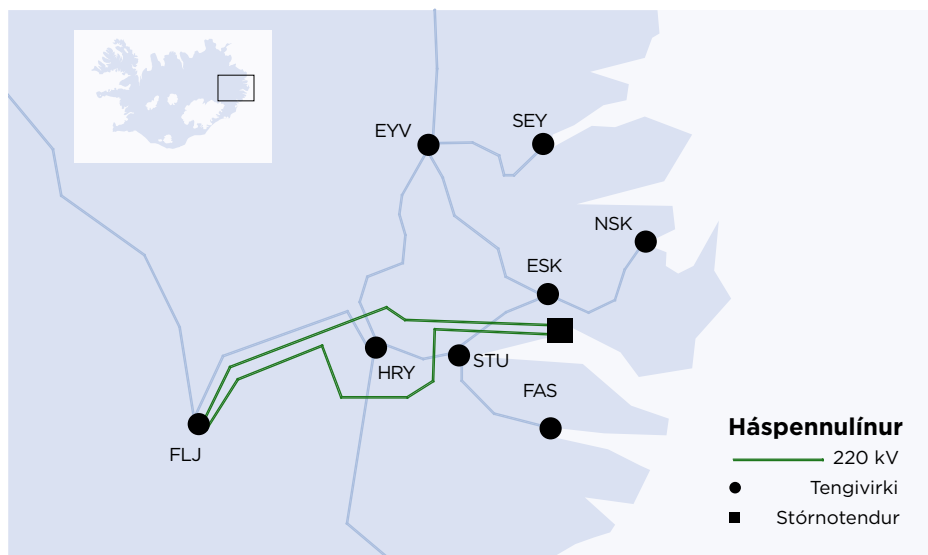 EYV
SEY
NSK
ESK
HRY
STU
FAS
FLJ
Háspennulínur
220 kV
Tengivirki
Stórnotendur